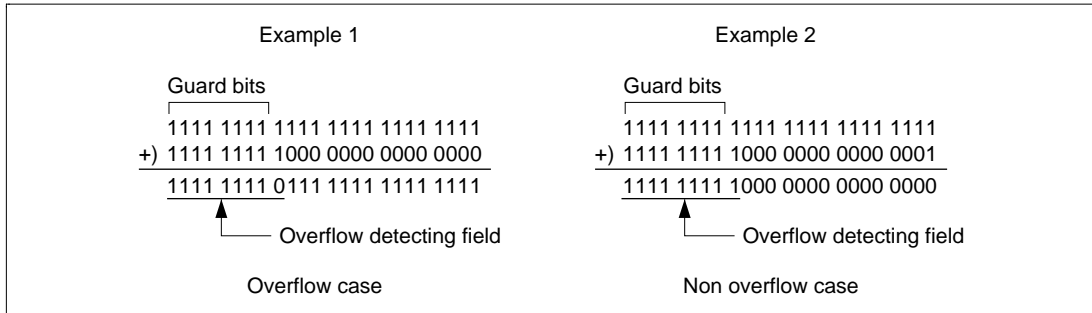 Example 1
Guard bits
1111 1111 1111 1111 1111 1111
+) 1111 1111 1000 0000 0000 0000
1111 1111 0111 1111 1111 1111
Overflow detecting field
Overflow case
Example 2
Guard bits
1111 1111 1111 1111 1111 1111
+) 1111 1111 1000 0000 0000 0001
1111 1111 1000 0000 0000 0000
Overflow detecting field
Non overflow case